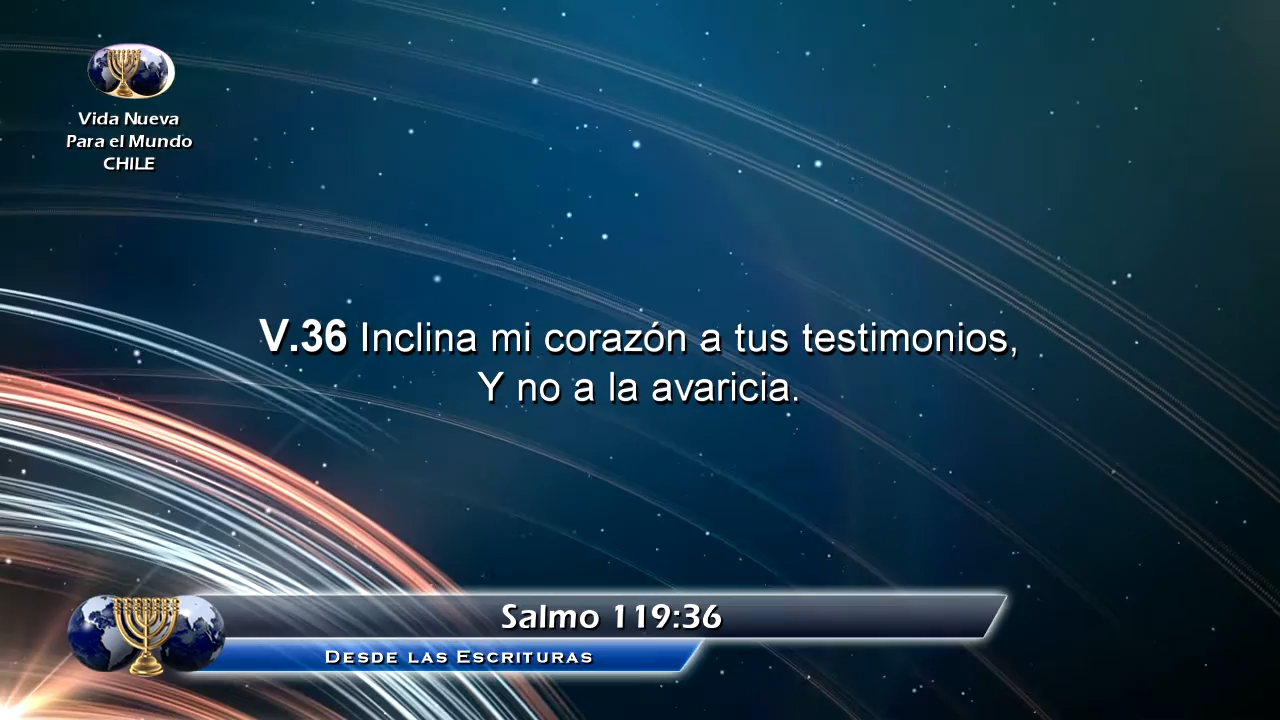 Vida Nueva
Para el Mundo
CHILE
V.36 Inclina mi corazón a tus testimonios,
Y no a la avaricia.
Salmo 119:36
Desde las Escrituras